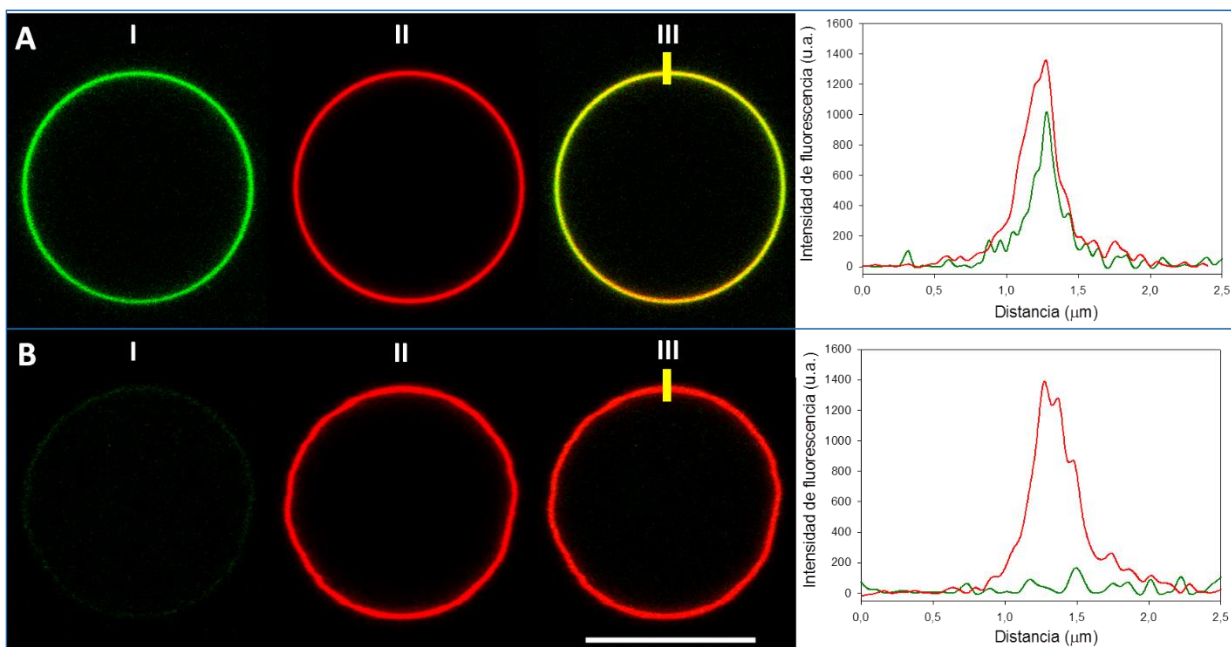 A I II III
Intensidad de fluorescencia (u.a.)
1600
1400
1200
1000
800
600
400
200
0
0,0 0,5 1,0 1,5 2,0 2,5
Distancia (μm)
B I II III
Intensidad de fluorescencia (u.a.)
1600
1400
1200
1000
800
600
400
200
0
0,0 0,5 1,0 1,5 2,0 2,5
Distancia (μm)